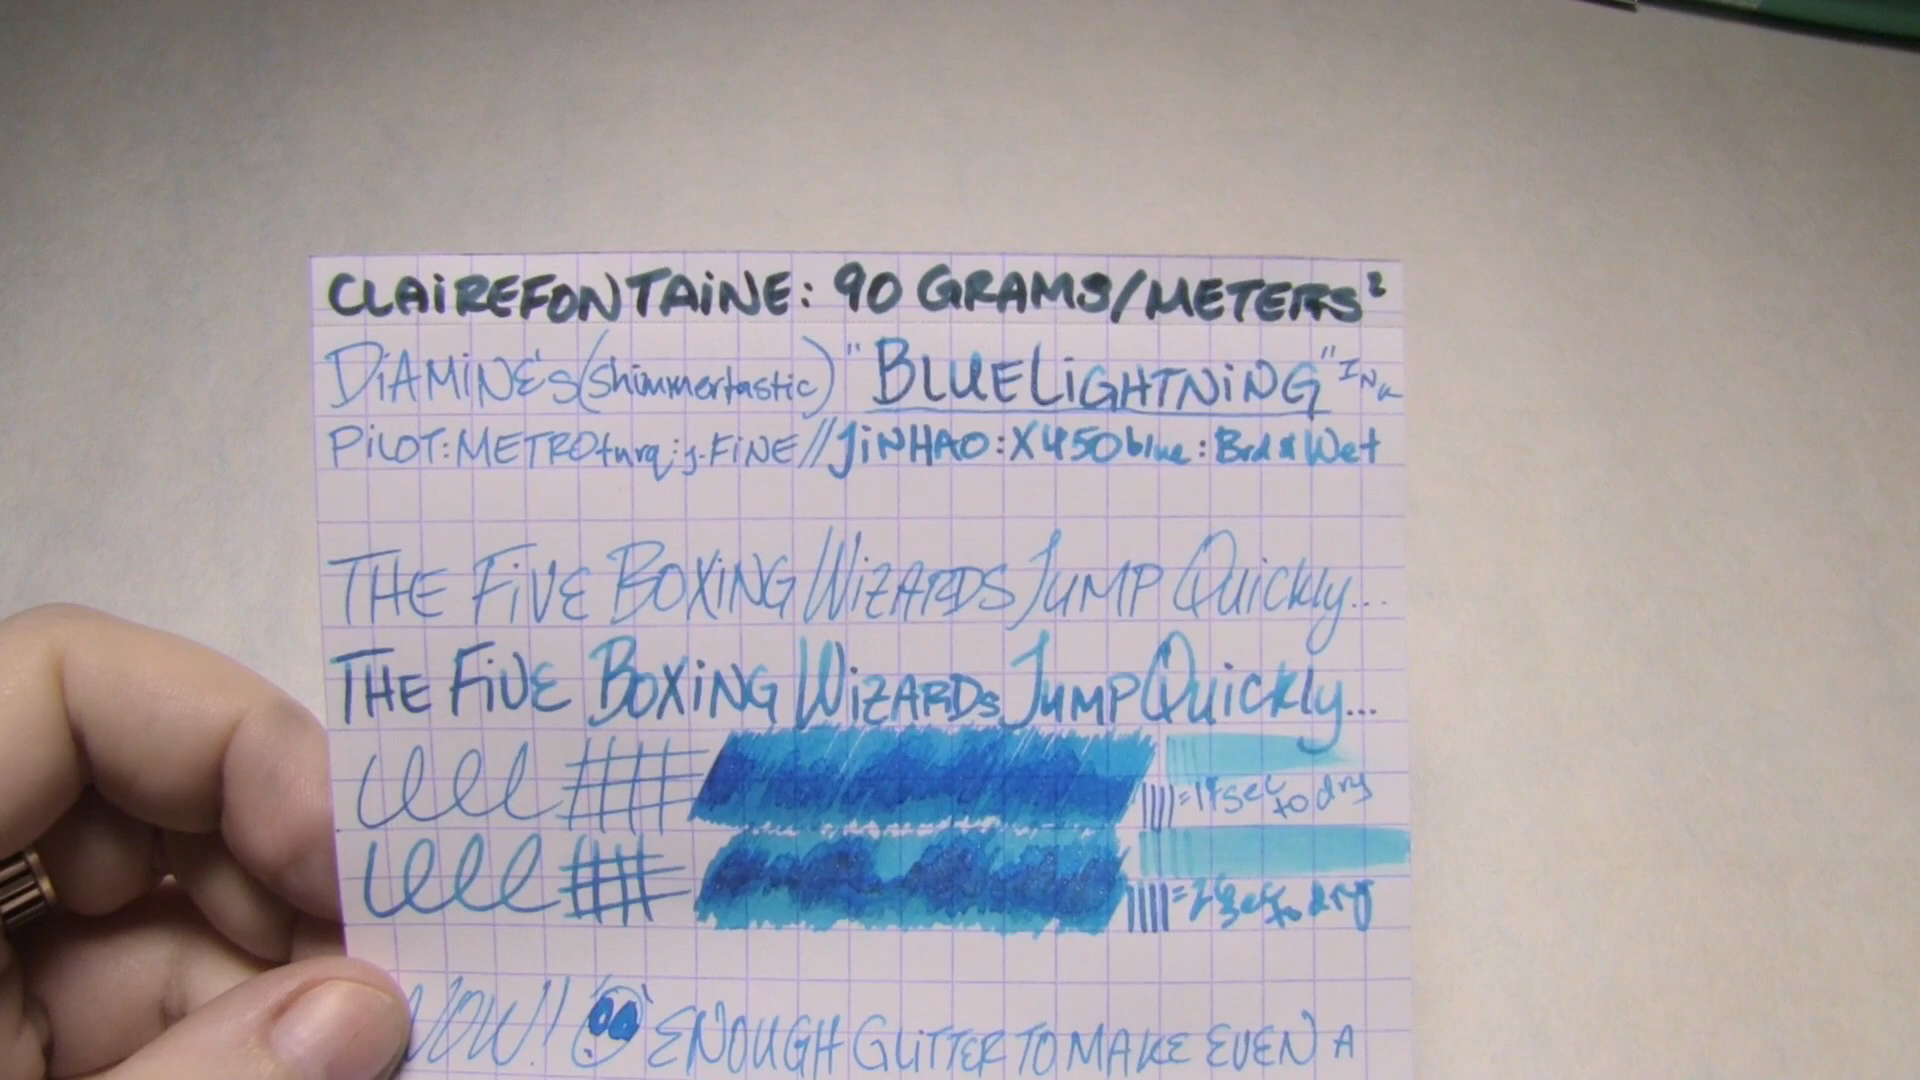 CLAIREFONTAINE: 90 GRAMS/METERS²
DIAMINE'S (shimmertastic) "BLUE LIGHTNING" INK
PILOT: METRO turq: j-FINE // JINHAO: X450 blue: Brd & Wet
THE FIVE BOXING WIZARDS JUMP QUICKLY...
THE FIVE BOXING WIZARDS JUMP QUICKLY...
= 17 sec to dry
sec to dry
WOW! ENOUGH GLITTER TO MAKE EVEN A